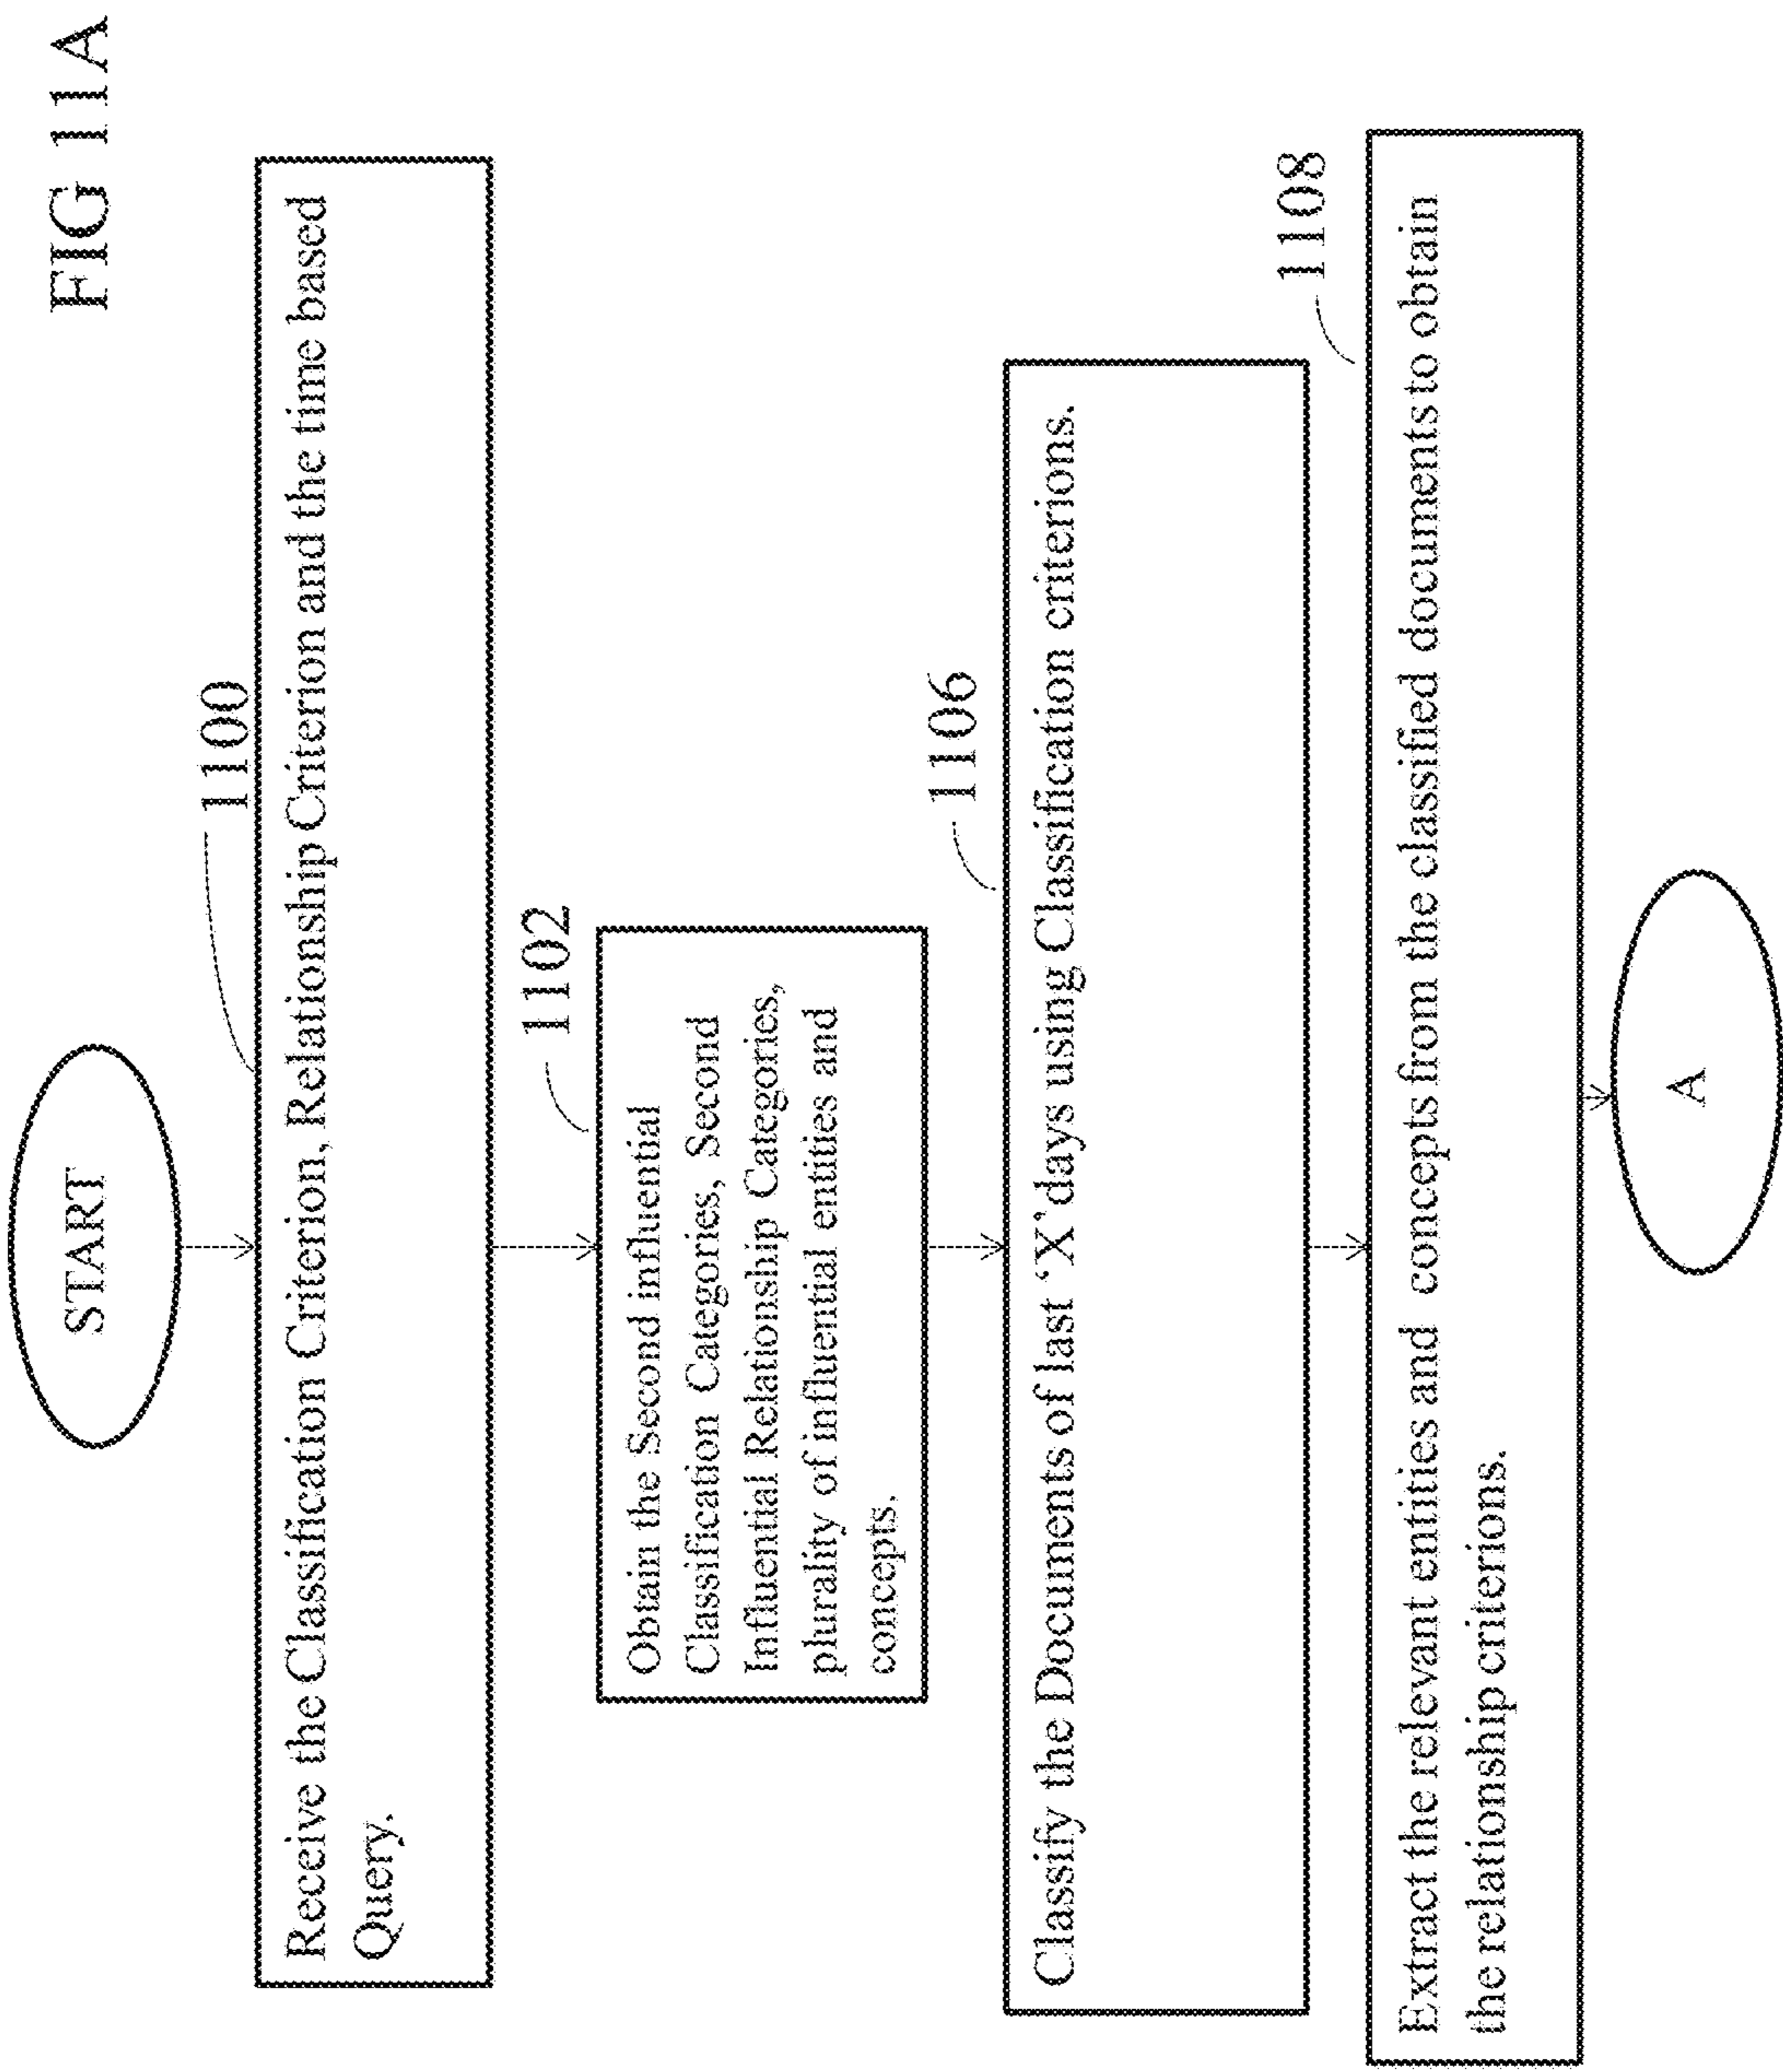 FIG 11A
START
1100
Receive the Classification Criterion, Relationship Criterion and the time based
Query.
1102
Obtain the Second influential
Classification Categories, Second
Influential Relationship Categories,
plurality of influential entities and
concepts.
1106
Classify the Documents of last ‘X’ days using Classification criterions.
1108
Extract the relevant entities and concepts from the classified documents to obtain
the relationship criterions.
A